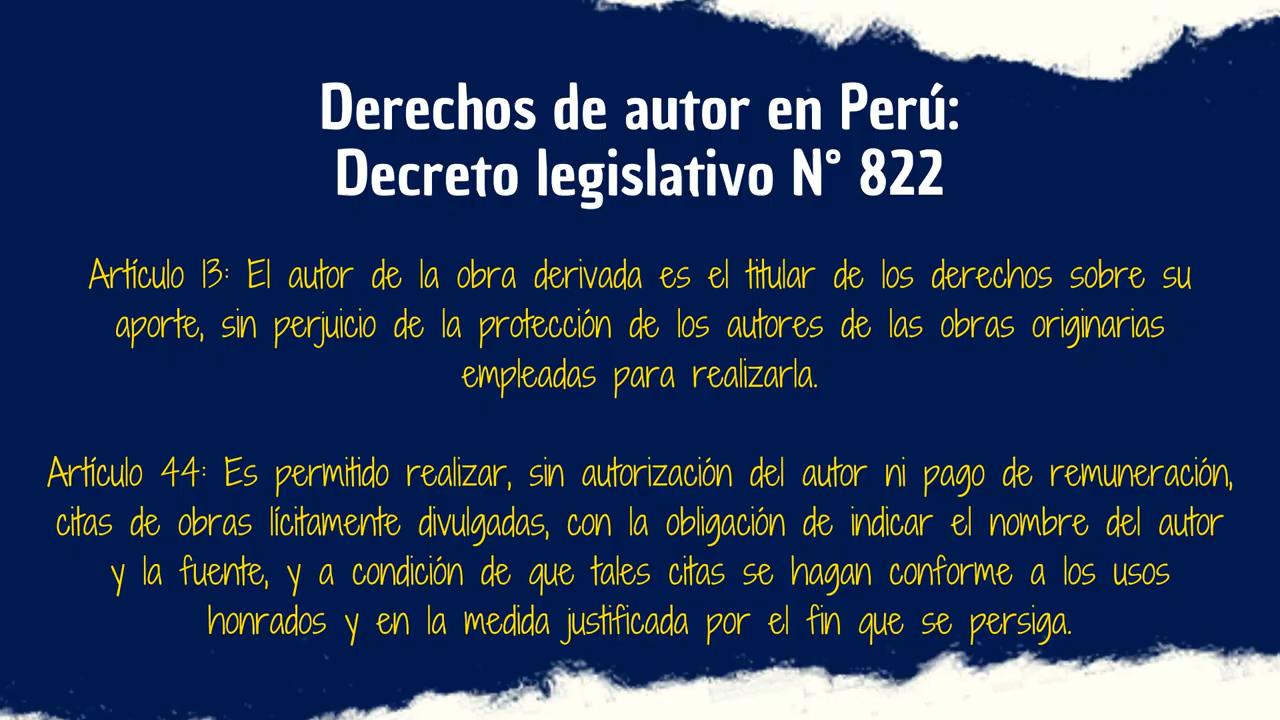 Derechos de autor en Perú:
Decreto legislativo N° 822
Artículo 13: El autor de la obra derivada es el titular de los derechos sobre su
aporte, sin perjuicio de la protección de los autores de las obras originarias
empleadas para realizarla.
Artículo 44: Es permitido realizar, sin autorización del autor ni pago de remuneración,
citas de obras lícitamente divulgadas, con la obligación de indicar el nombre del autor
y la fuente, y a condición de que tales citas se hagan conforme a los usos
honrados y en la medida justificada por el fin que se persiga.